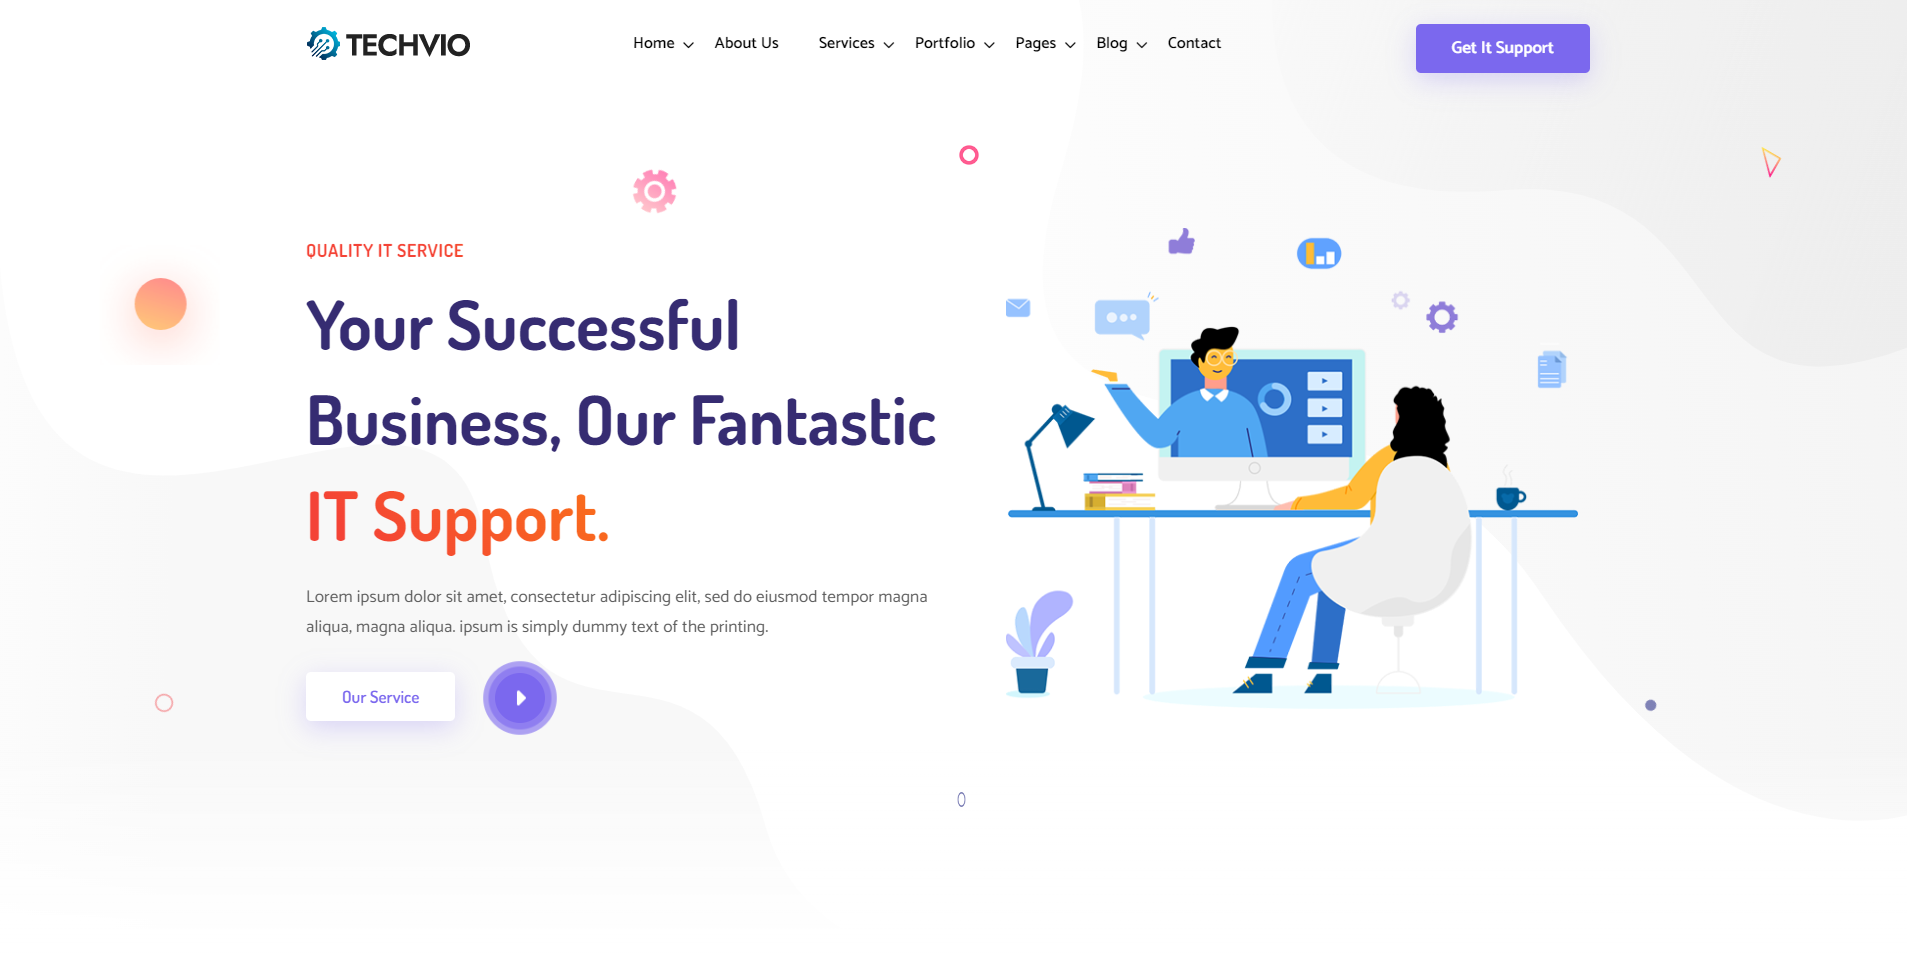 TECHVIO
Home About Us Services Portfolio Pages Blog Contact
Get It Support
QUALITY IT SERVICE
Your Successful
Business, Our Fantastic
IT Support.
Lorem ipsum dolor sit amet, consectetur adipiscing elit, sed do eiusmod tempor magna
aliqua, magna aliqua. ipsum is simply dummy text of the printing.
Our Service